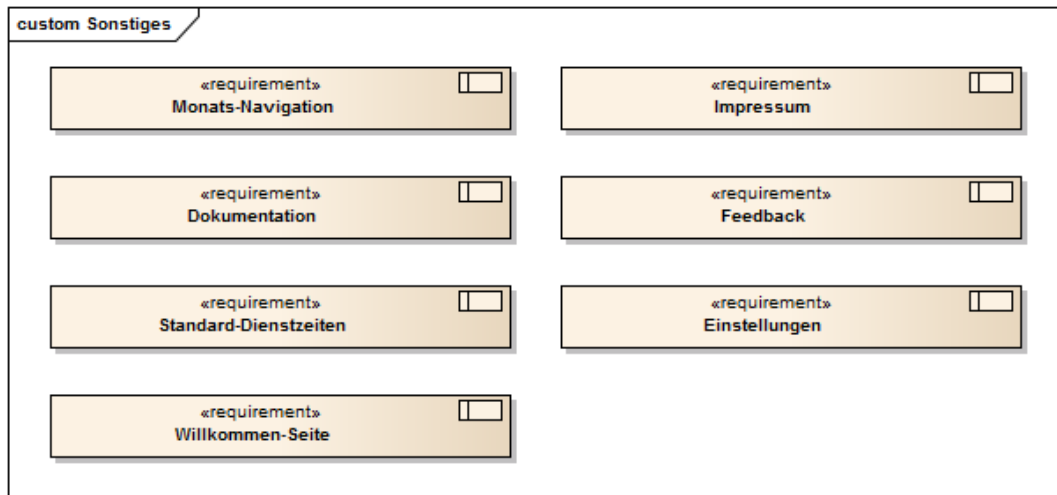 custom Sonstiges
«requirement»
Monats-Navigation
«requirement»
Impressum
«requirement»
Dokumentation
«requirement»
Feedback
«requirement»
Standard-Dienstzeiten
«requirement»
Einstellungen
«requirement»
Willkommen-Seite